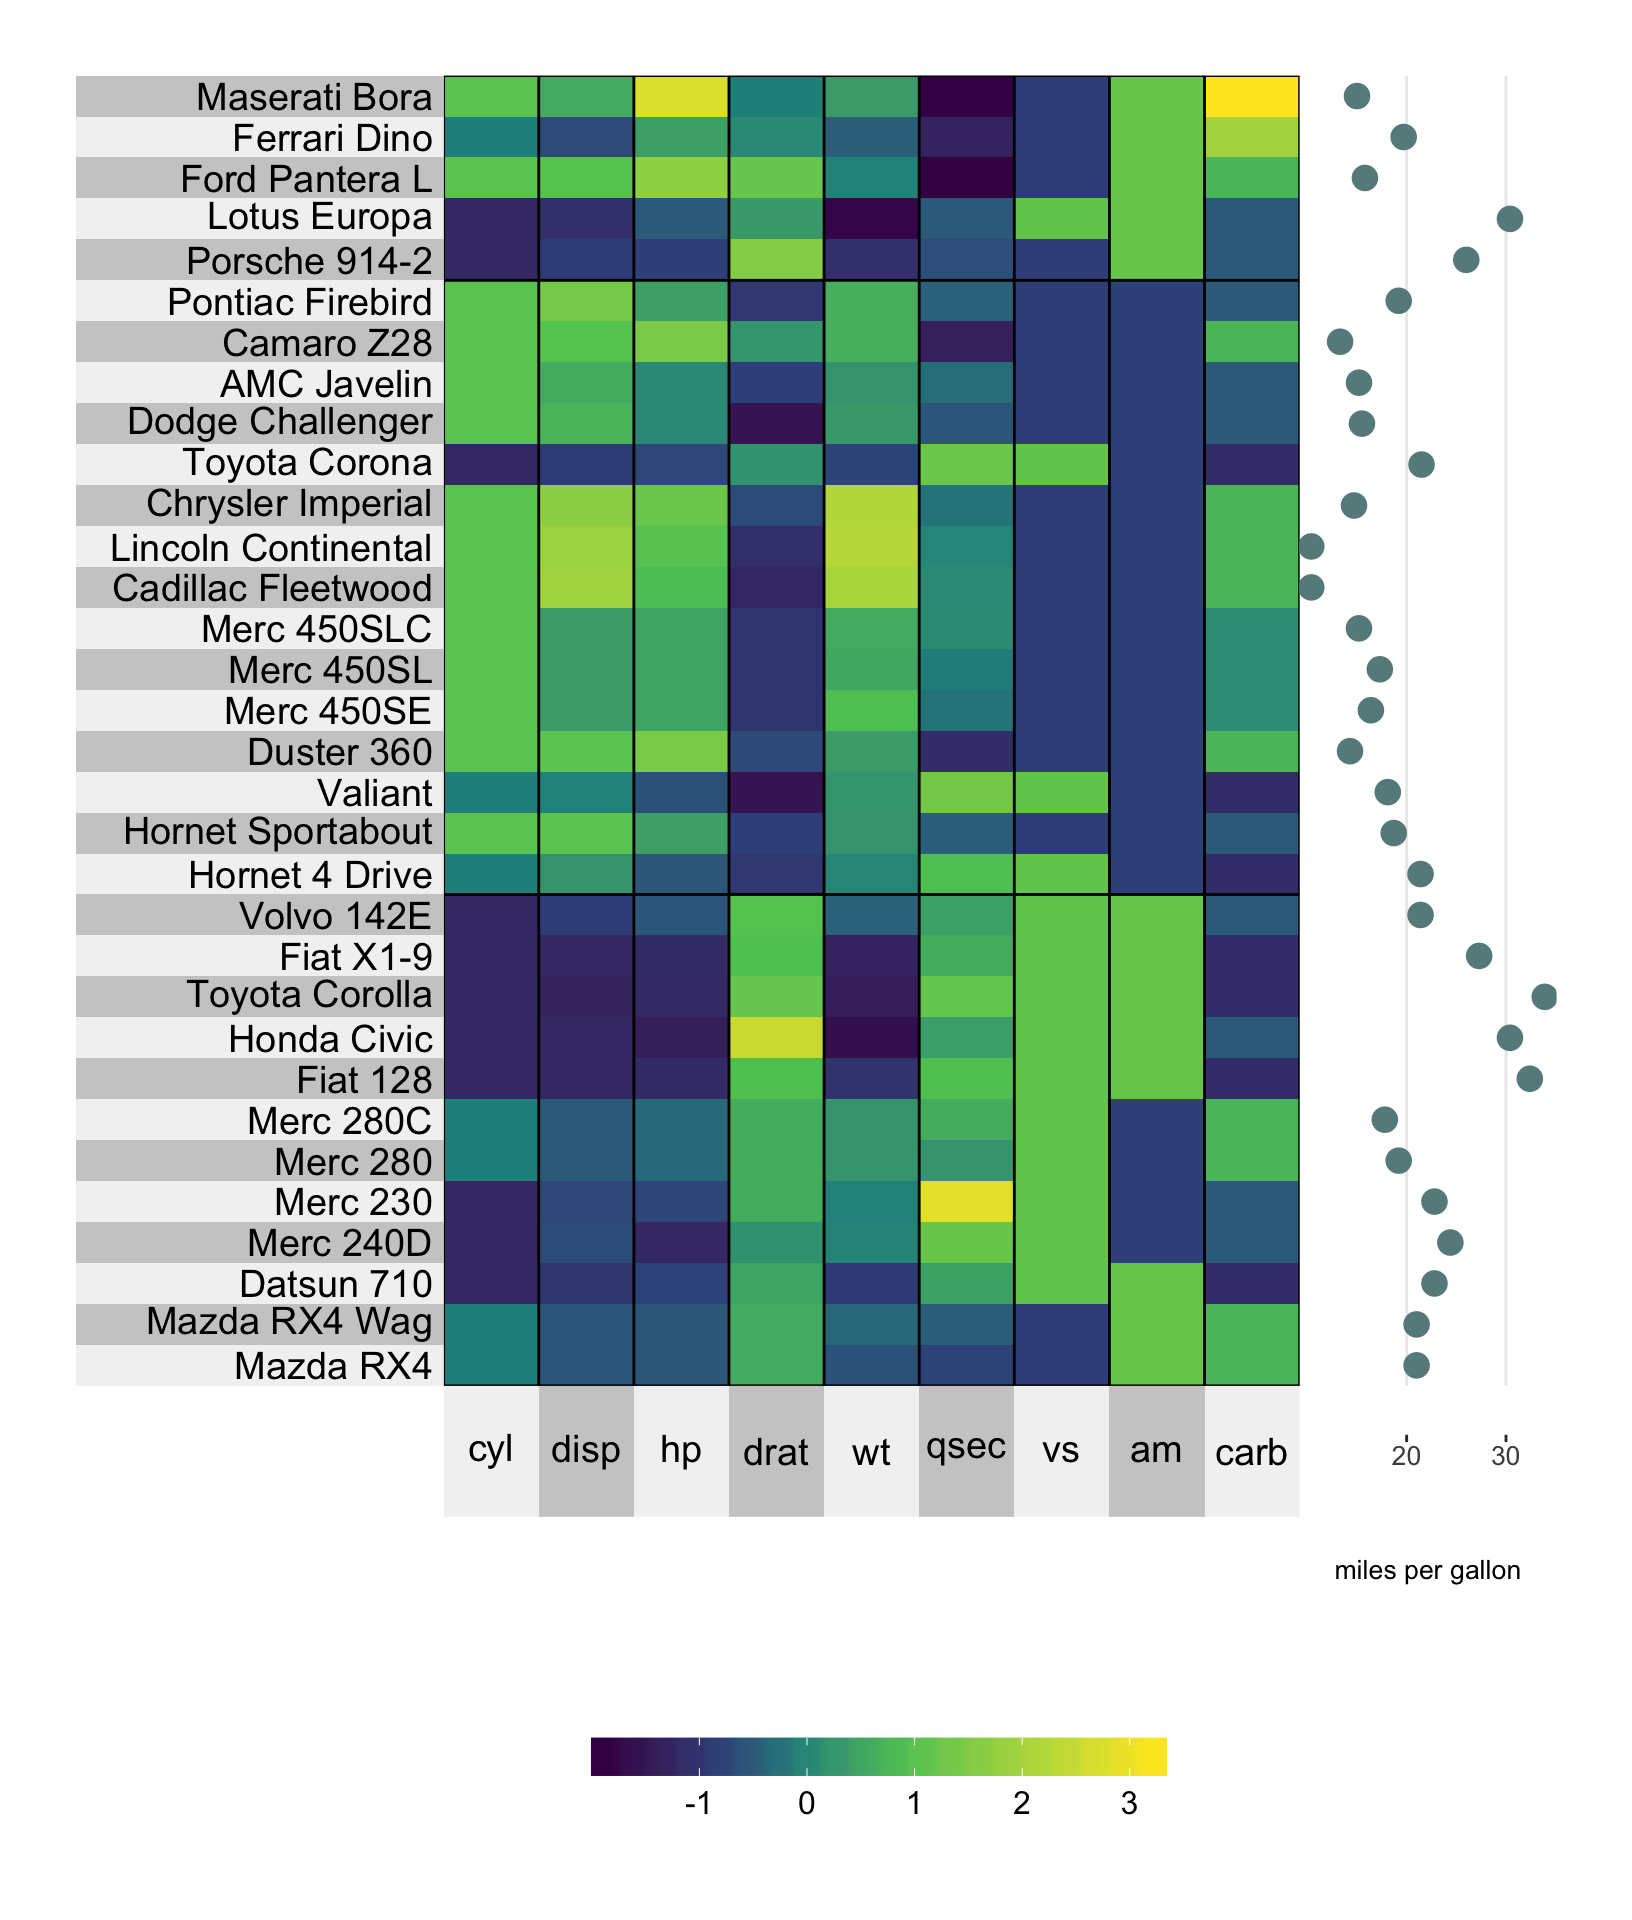 Maserati Bora
Ferrari Dino
Ford Pantera L
Lotus Europa
Porsche 914-2
Pontiac Firebird
Camaro Z28
AMC Javelin
Dodge Challenger
Toyota Corona
Chrysler Imperial
Lincoln Continental
Cadillac Fleetwood
Merc 450SLC
Merc 450SL
Merc 450SE
Duster 360
Valiant
Hornet Sportabout
Hornet 4 Drive
Volvo 142E
Fiat X1-9
Toyota Corolla
Honda Civic
Fiat 128
Merc 280C
Merc 280
Merc 230
Merc 240D
Datsun 710
Mazda RX4 Wag
Mazda RX4
cyl disp hp drat wt qsec vs am carb
20 30
miles per gallon
-1 0 1 2 3